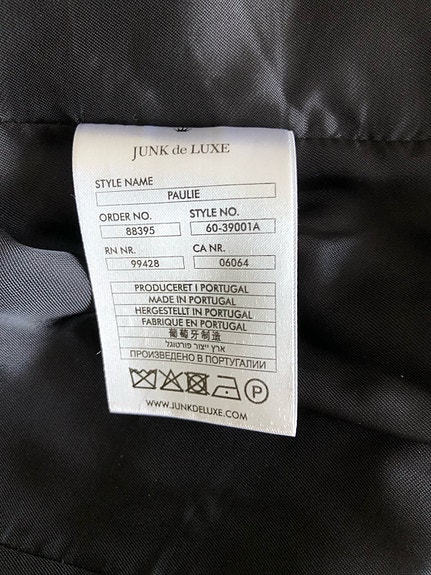 JUNK de LUXE
STYLE NAME
PAULIE
ORDER NO. STYLE NO.
88395 60-39001A
RN NR. CA NR.
99428 06064
PRODUCERET I PORTUGAL
MADE IN PORTUGAL
HERGESTELLT IN PORTUGAL
FABRIQUE EN PORTUGAL
葡萄牙制造
ארץ ייצור פורטוגל
ПРОИЗВЕДЕНО В ПОРТУГАЛИИ
P
WWW.JUNKDELUXE.COM